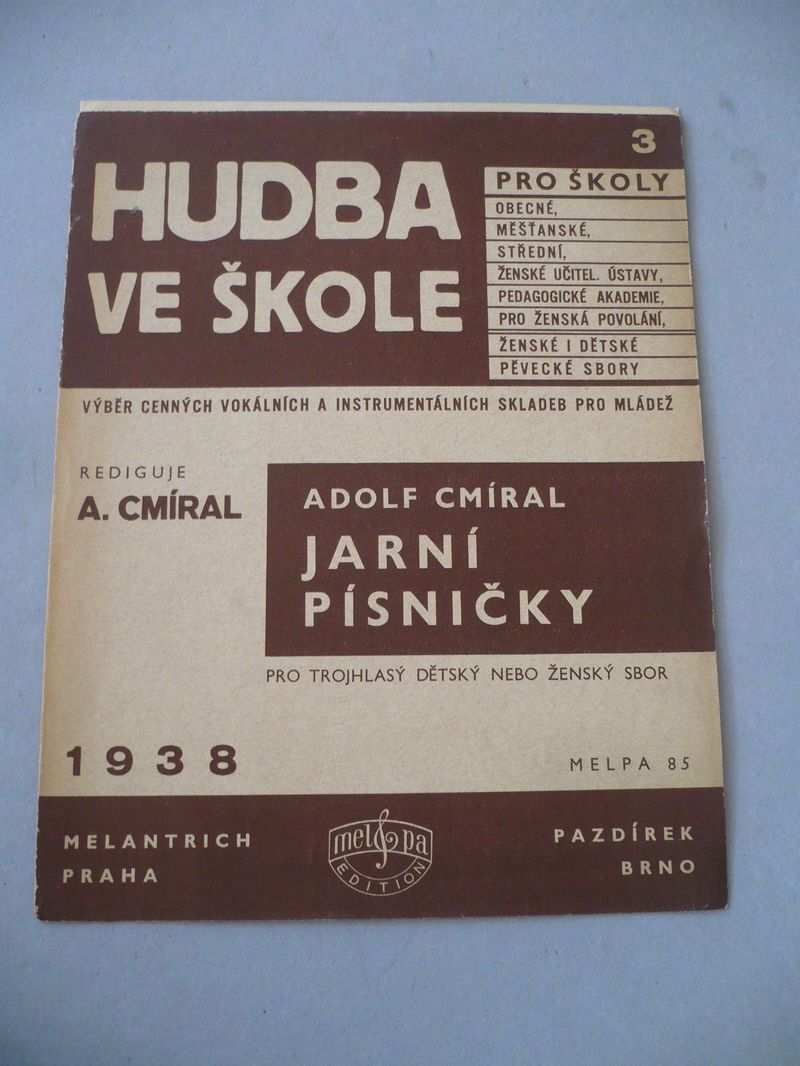 3
HUDBA
VE ŠKOLE
PRO ŠKOLY
OBECNÉ,
MĚŠŤANSKÉ,
STŘEDNÍ,
ŽENSKÉ UČITEL. ÚSTAVY,
PEDAGOGICKÉ AKADEMIE,
PRO ŽENSKÁ POVOLÁNÍ,
ŽENSKÉ I DĚTSKÉ
PĚVECKÉ SBORY
VÝBĚR CENNÝCH VOKÁLNÍCH A INSTRUMENTÁLNÍCH SKLADEB PRO MLÁDEŽ
REDIGUJE
A. CMÍRAL
ADOLF CMÍRAL
JARNÍ
PÍSNIČKY
PRO TROJHLASÝ DĚTSKÝ NEBO ŽENSKÝ SBOR
1938
MELPA 85
MELANTRICH
PRAHA
mel pa
EDITION
PAZDÍREK
BRNO